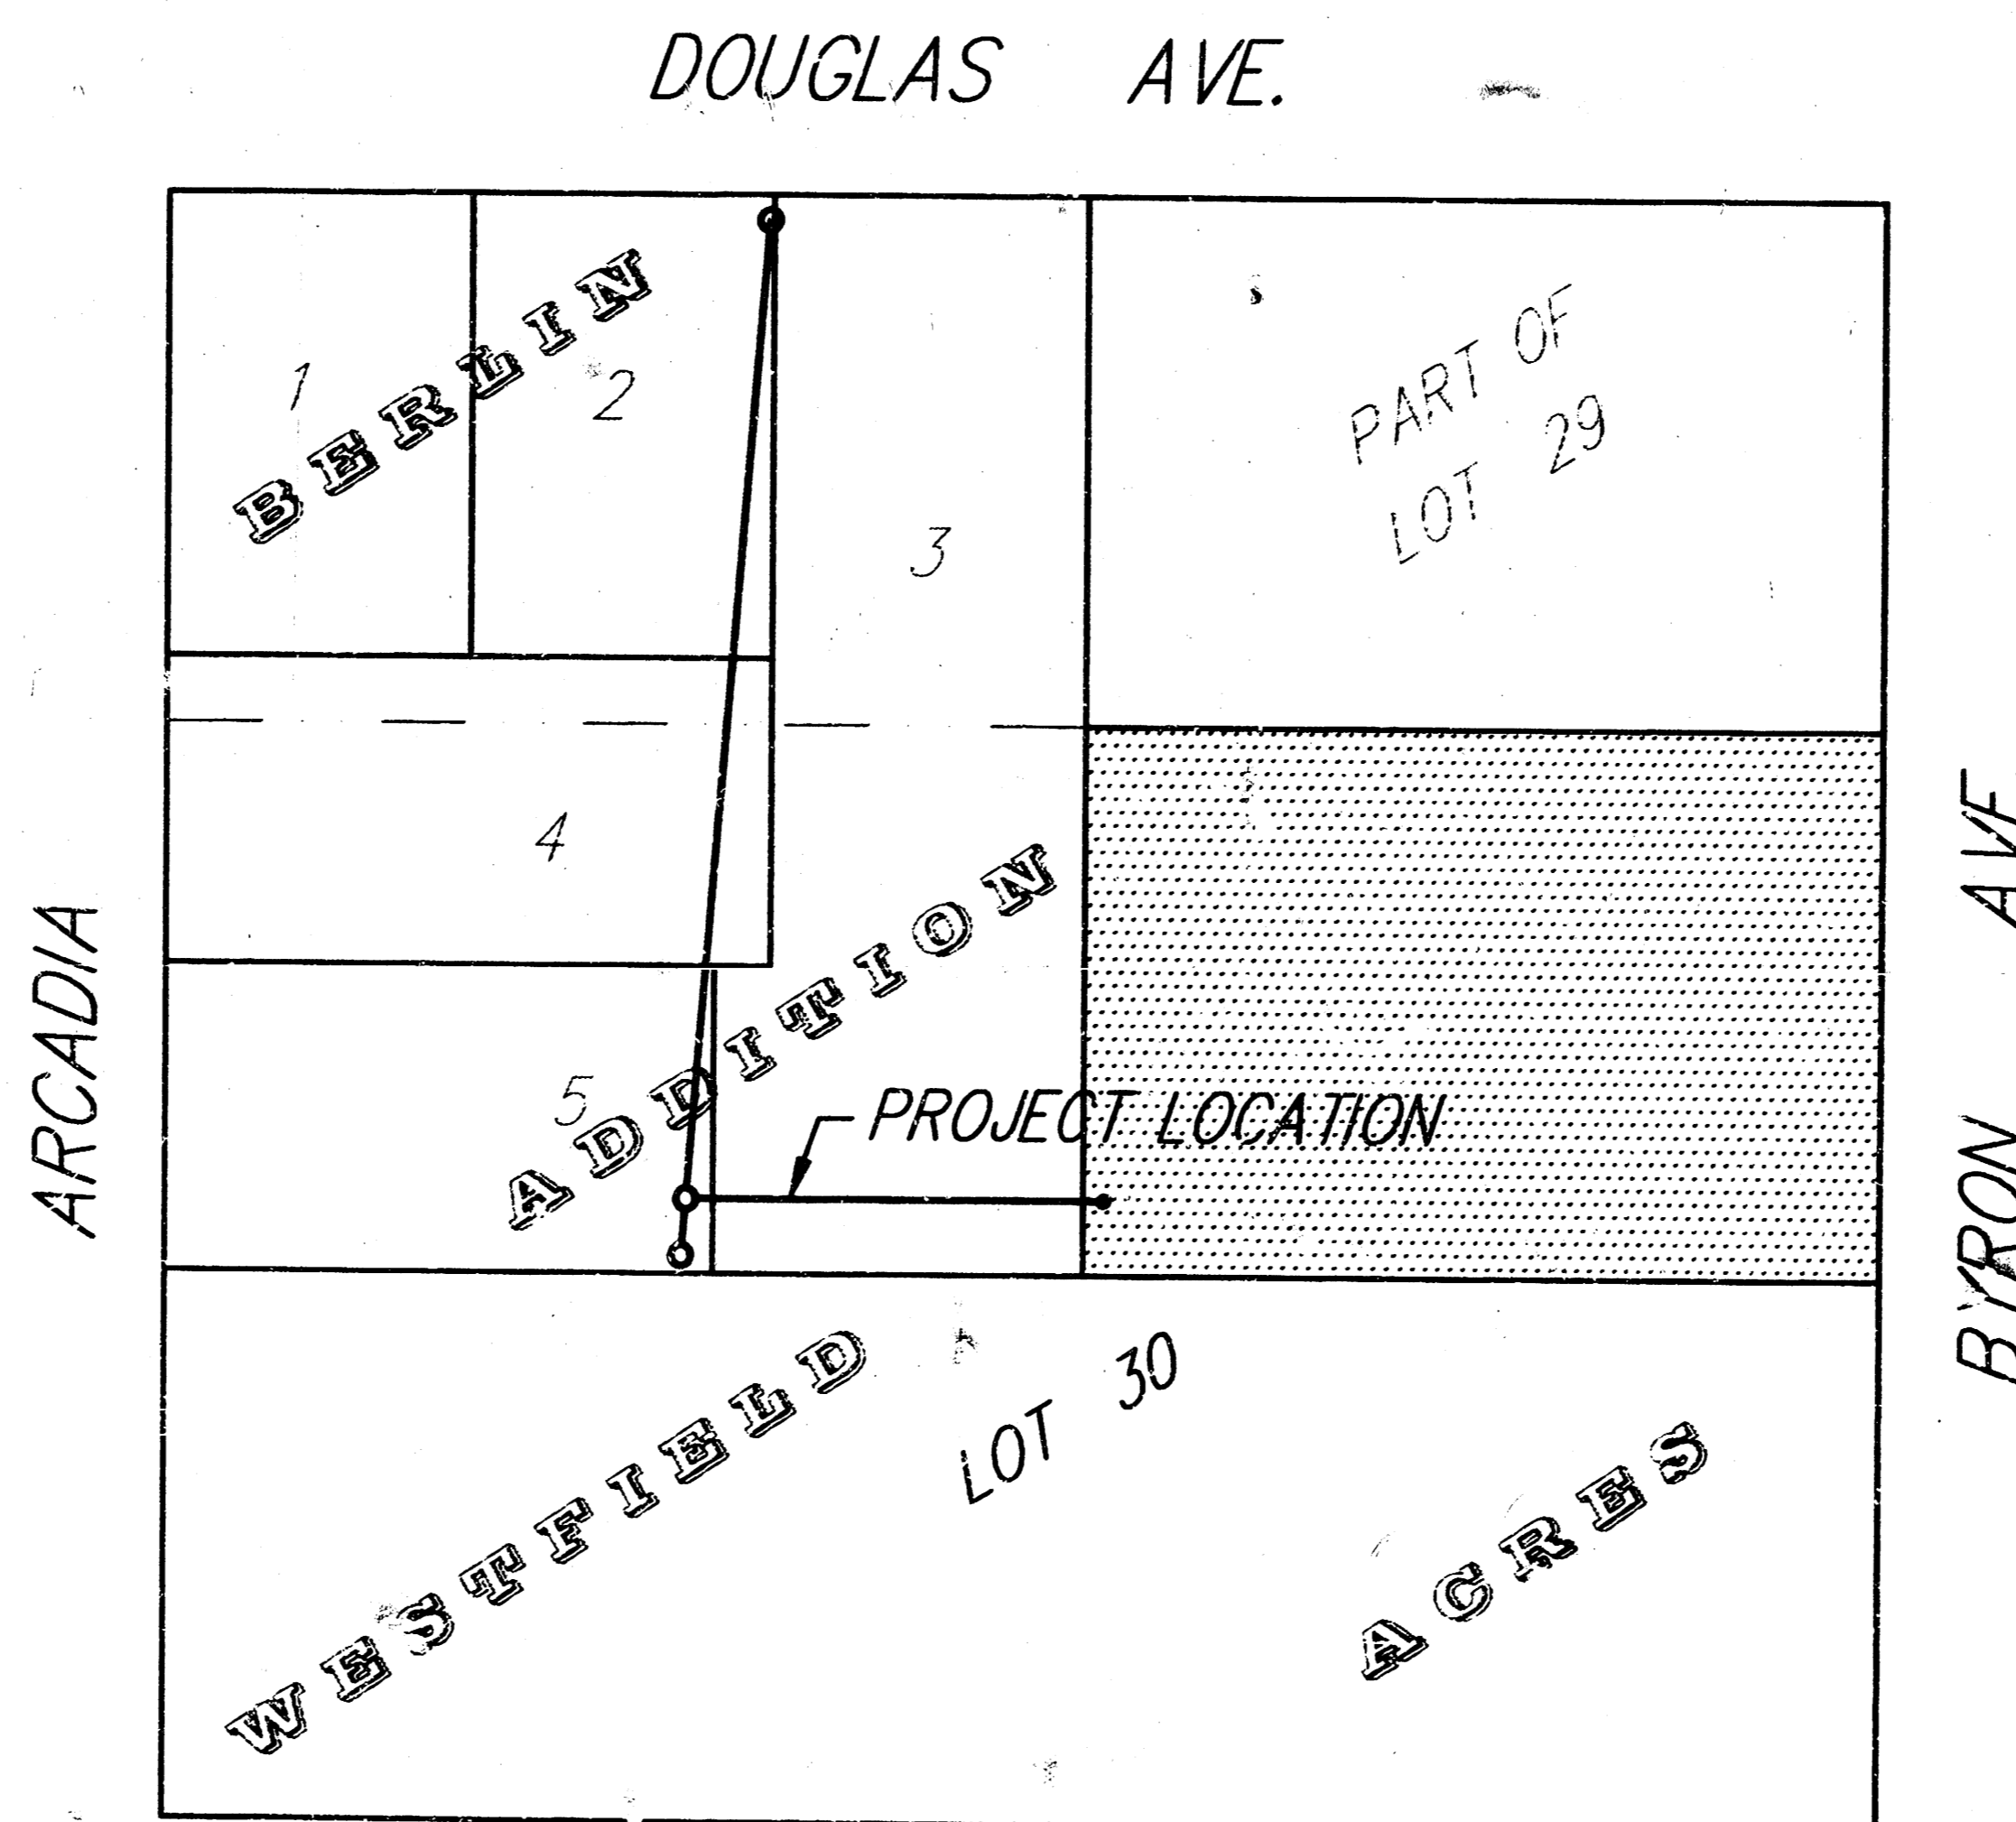 DOUGLAS AVE.
BERLIN
1
2
3
PART OF
LOT 29
4
ARCADIA
BYRON AVE.
ADDITION
5
PROJECT LOCATION
WESTFIELD
LOT 30
ACRES